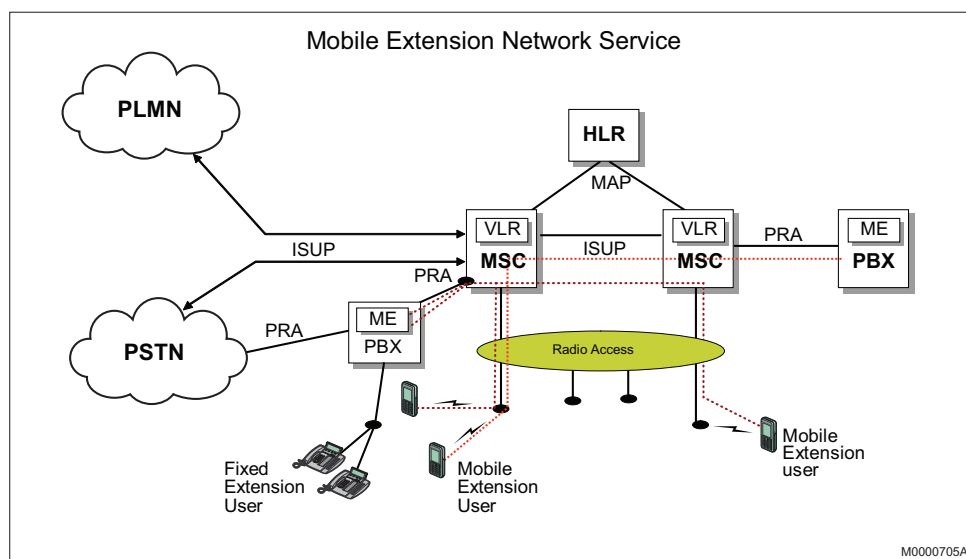 Mobile Extension Network Service
PLMN
HLR
MAP
VLR
MSC
ISUP
VLR
MSC
PRA
ME
PBX
ISUP
PRA
PSTN
PRA
ME
PBX
Radio Access
Fixed
Extension
User
Mobile
Extension
User
Mobile
Extension
user
M0000705A